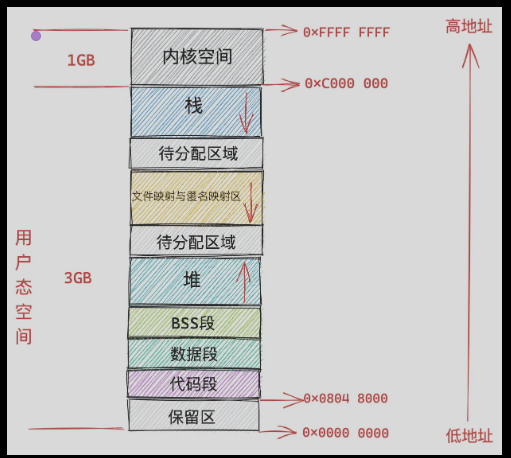 0×FFFF FFFF
高地址
1GB
内核空间
0×C000 000
栈
待分配区域
文件映射与匿名映射区
待分配区域
用户态空间
3GB
堆
BSS段
数据段
代码段
0×0804 8000
保留区
0×0000 0000
低地址